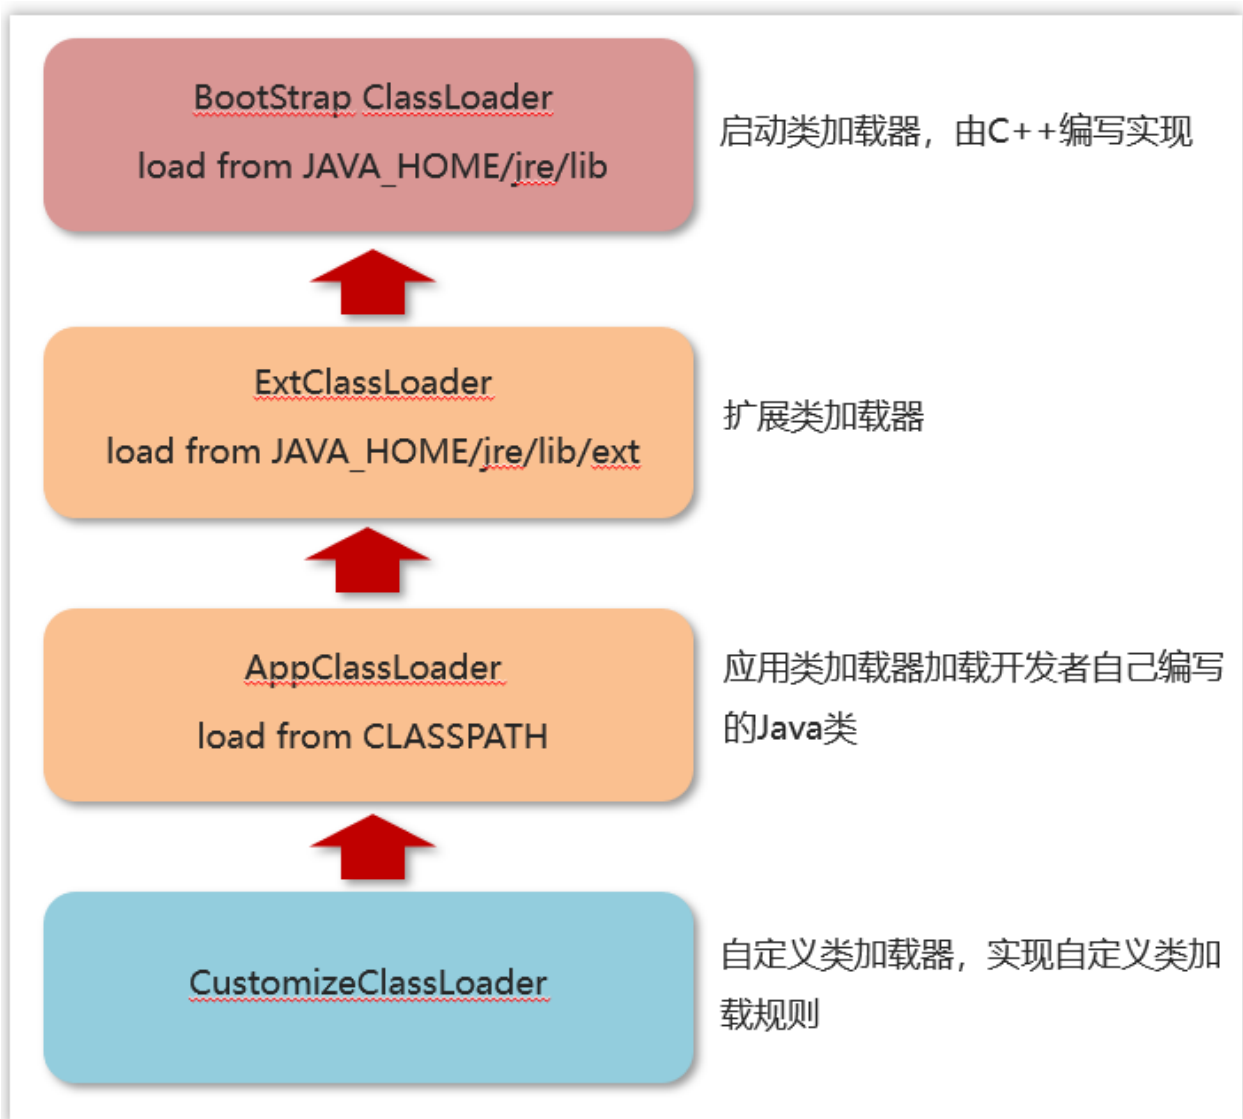 BootStrap ClassLoader
load from JAVA_HOME/jre/lib
启动类加载器，由C++编写实现
ExtClassLoader
load from JAVA_HOME/jre/lib/ext
扩展类加载器
AppClassLoader
load from CLASSPATH
应用类加载器加载开发者自己编写
的Java类
CustomizeClassLoader
自定义类加载器，实现自定义类加
载规则